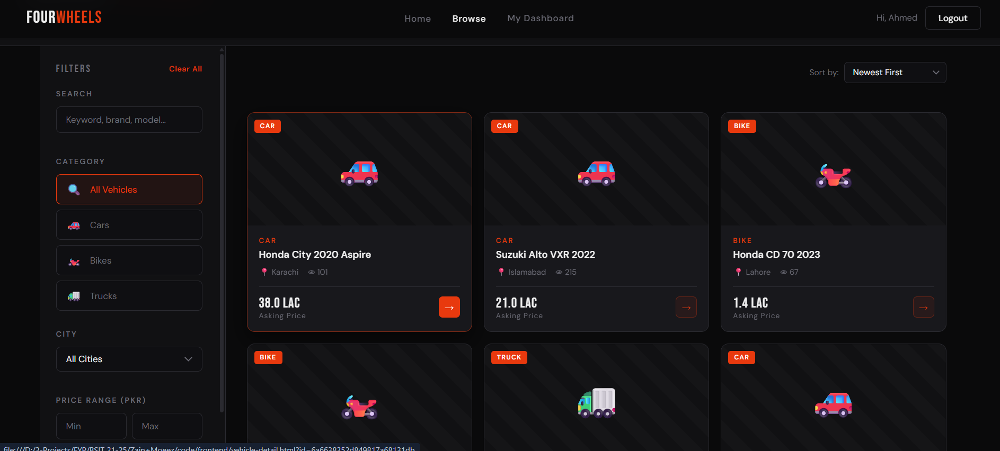 FOURWHEELS
Home Browse My Dashboard
Hi, Ahmed Logout
FILTERS Clear All
SEARCH
Keyword, brand, model...
CATEGORY
All Vehicles
Cars
Bikes
Trucks
CITY
All Cities
PRICE RANGE (PKR)
Min Max
Sort by: Newest First
CAR
CAR
Honda City 2020 Aspire
Karachi 101
38.0 LAC
Asking Price
→
CAR
CAR
Suzuki Alto VXR 2022
Islamabad 215
21.0 LAC
Asking Price
→
BIKE
BIKE
Honda CD 70 2023
Lahore 67
1.4 LAC
Asking Price
→
BIKE
TRUCK
CAR
file:///D:/3-Projects/FYP/BSIT 21-25/Zain+Moeez/code/frontend/vehicle-detail.html?id=6a6638352d849817a68131db